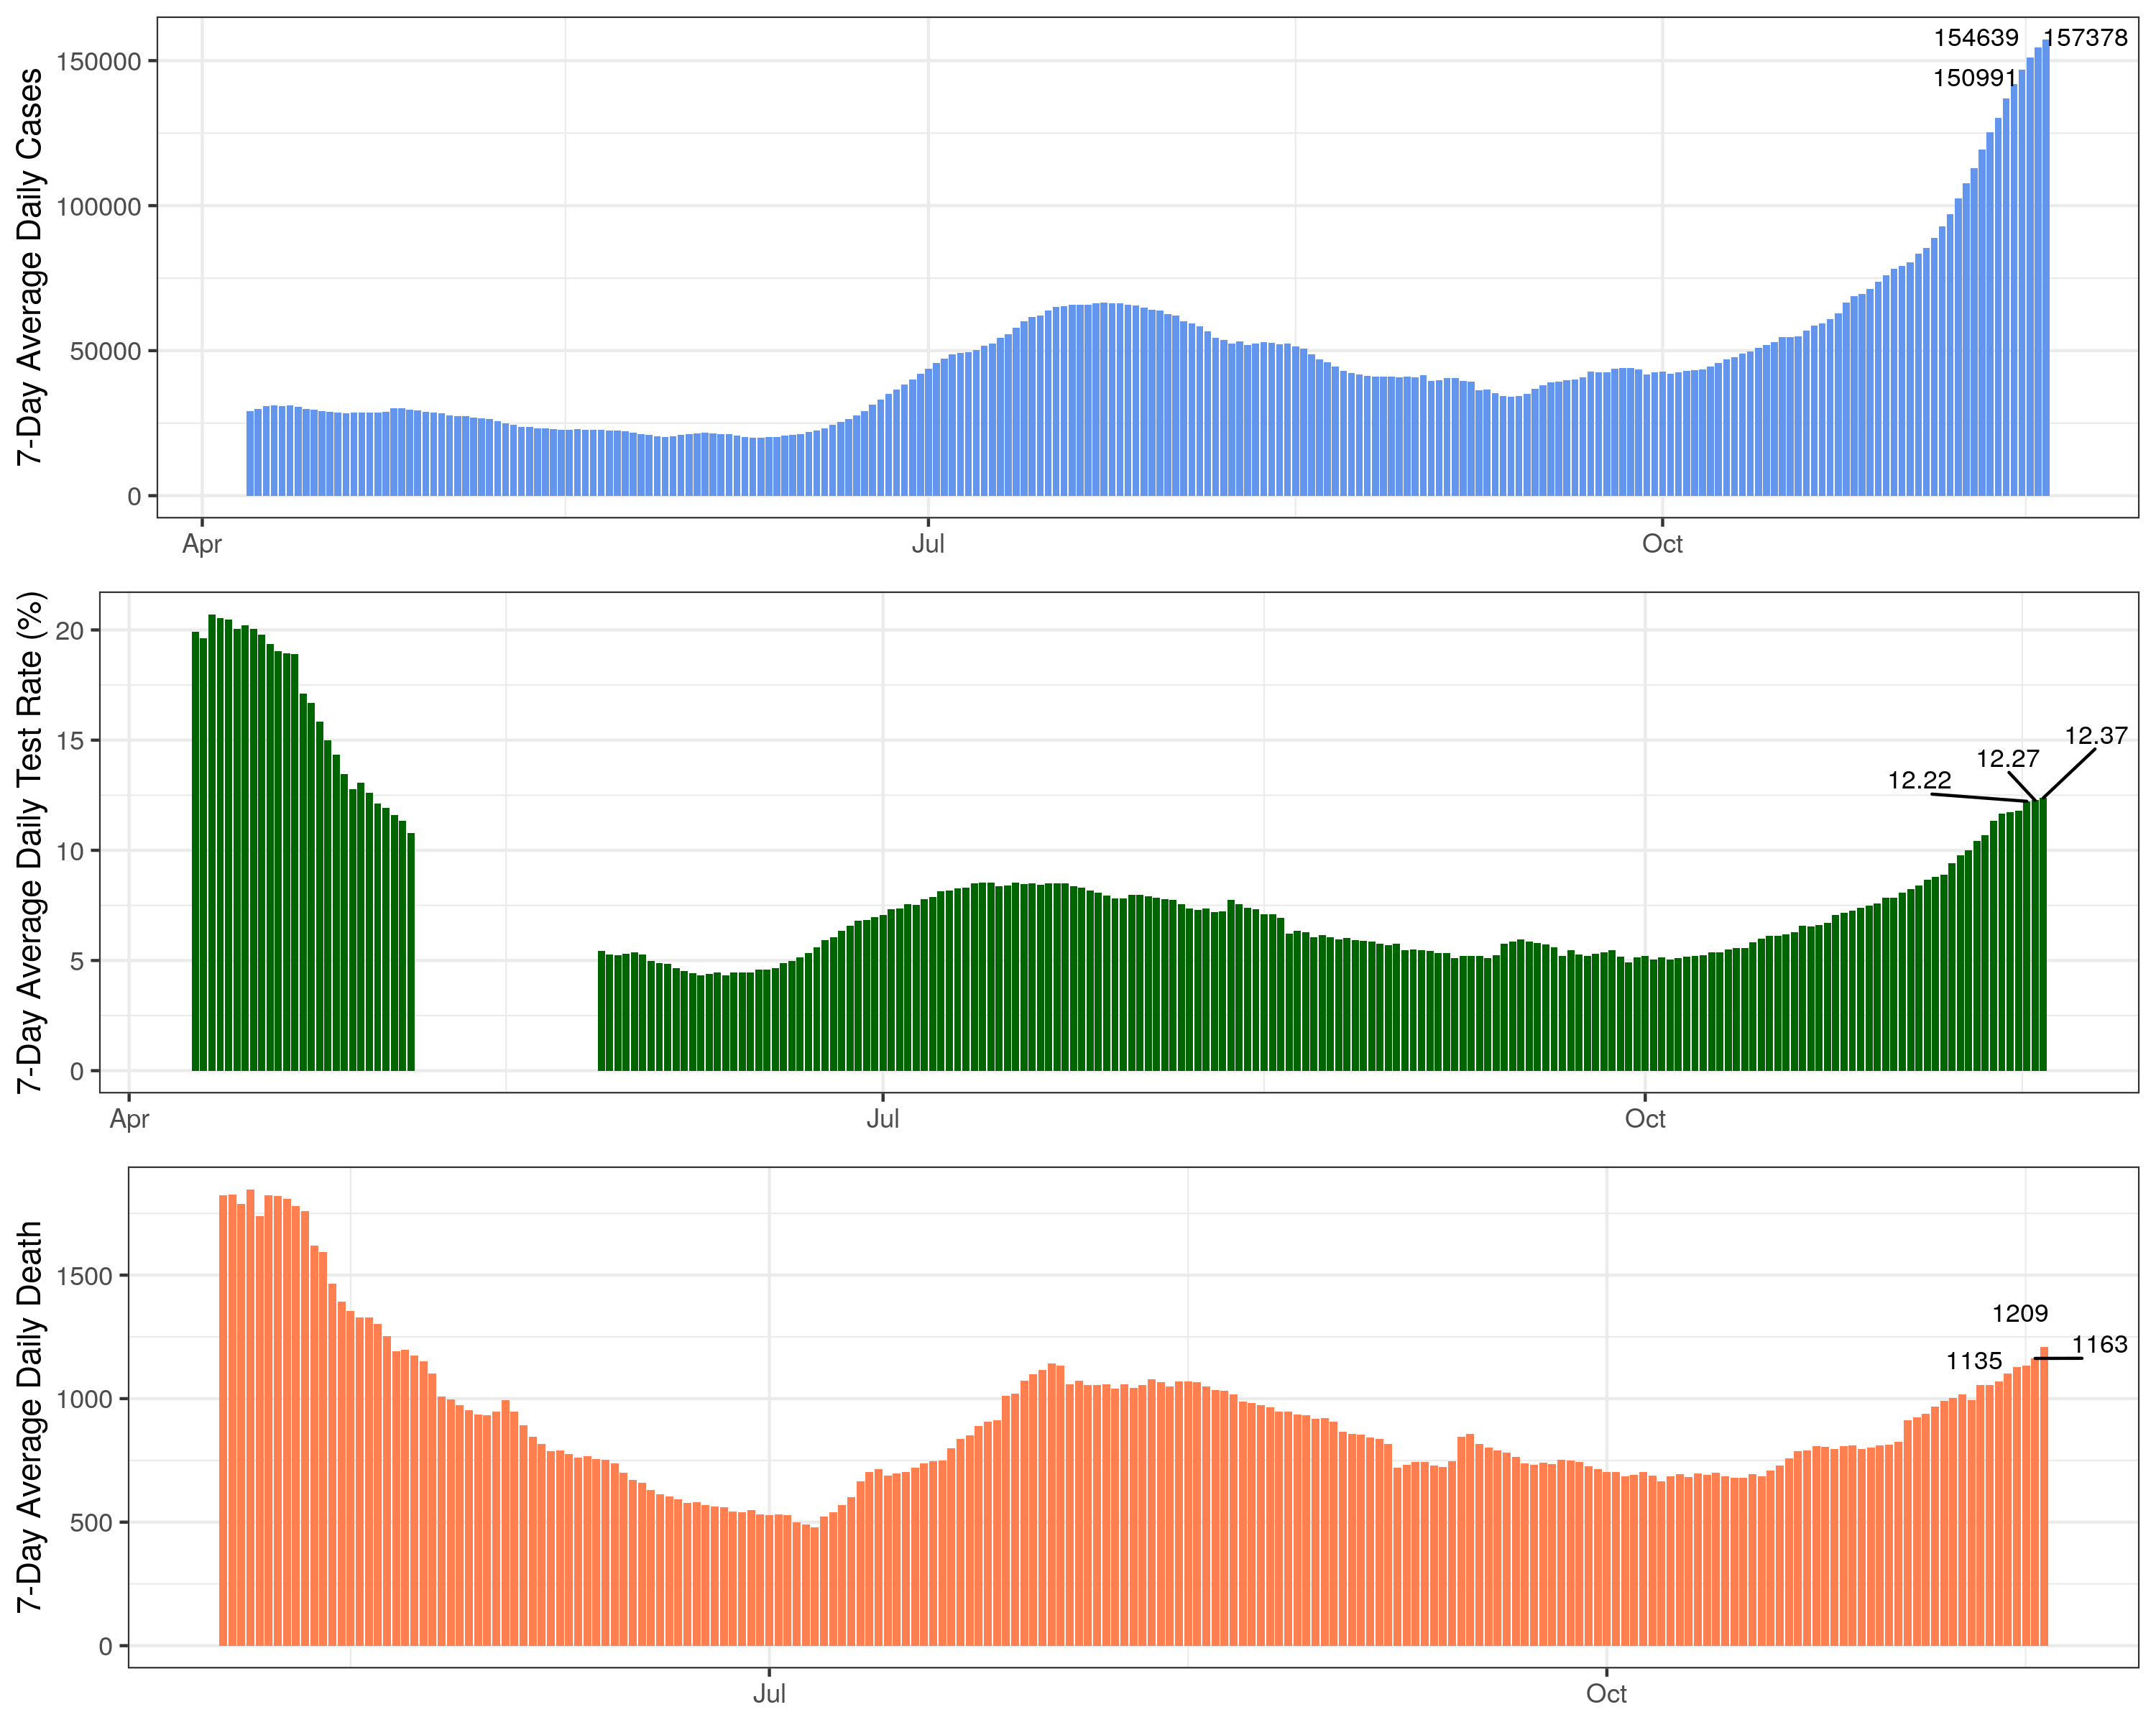 7-Day Average Daily Cases
150000
100000
50000
0
154639
157378
150991
Apr
Jul
Oct
7-Day Average Daily Test Rate (%)
20
15
10
5
0
12.37
12.27
12.22
Apr
Jul
Oct
7-Day Average Daily Death
1500
1000
500
0
1209
1163
1135
Jul
Oct